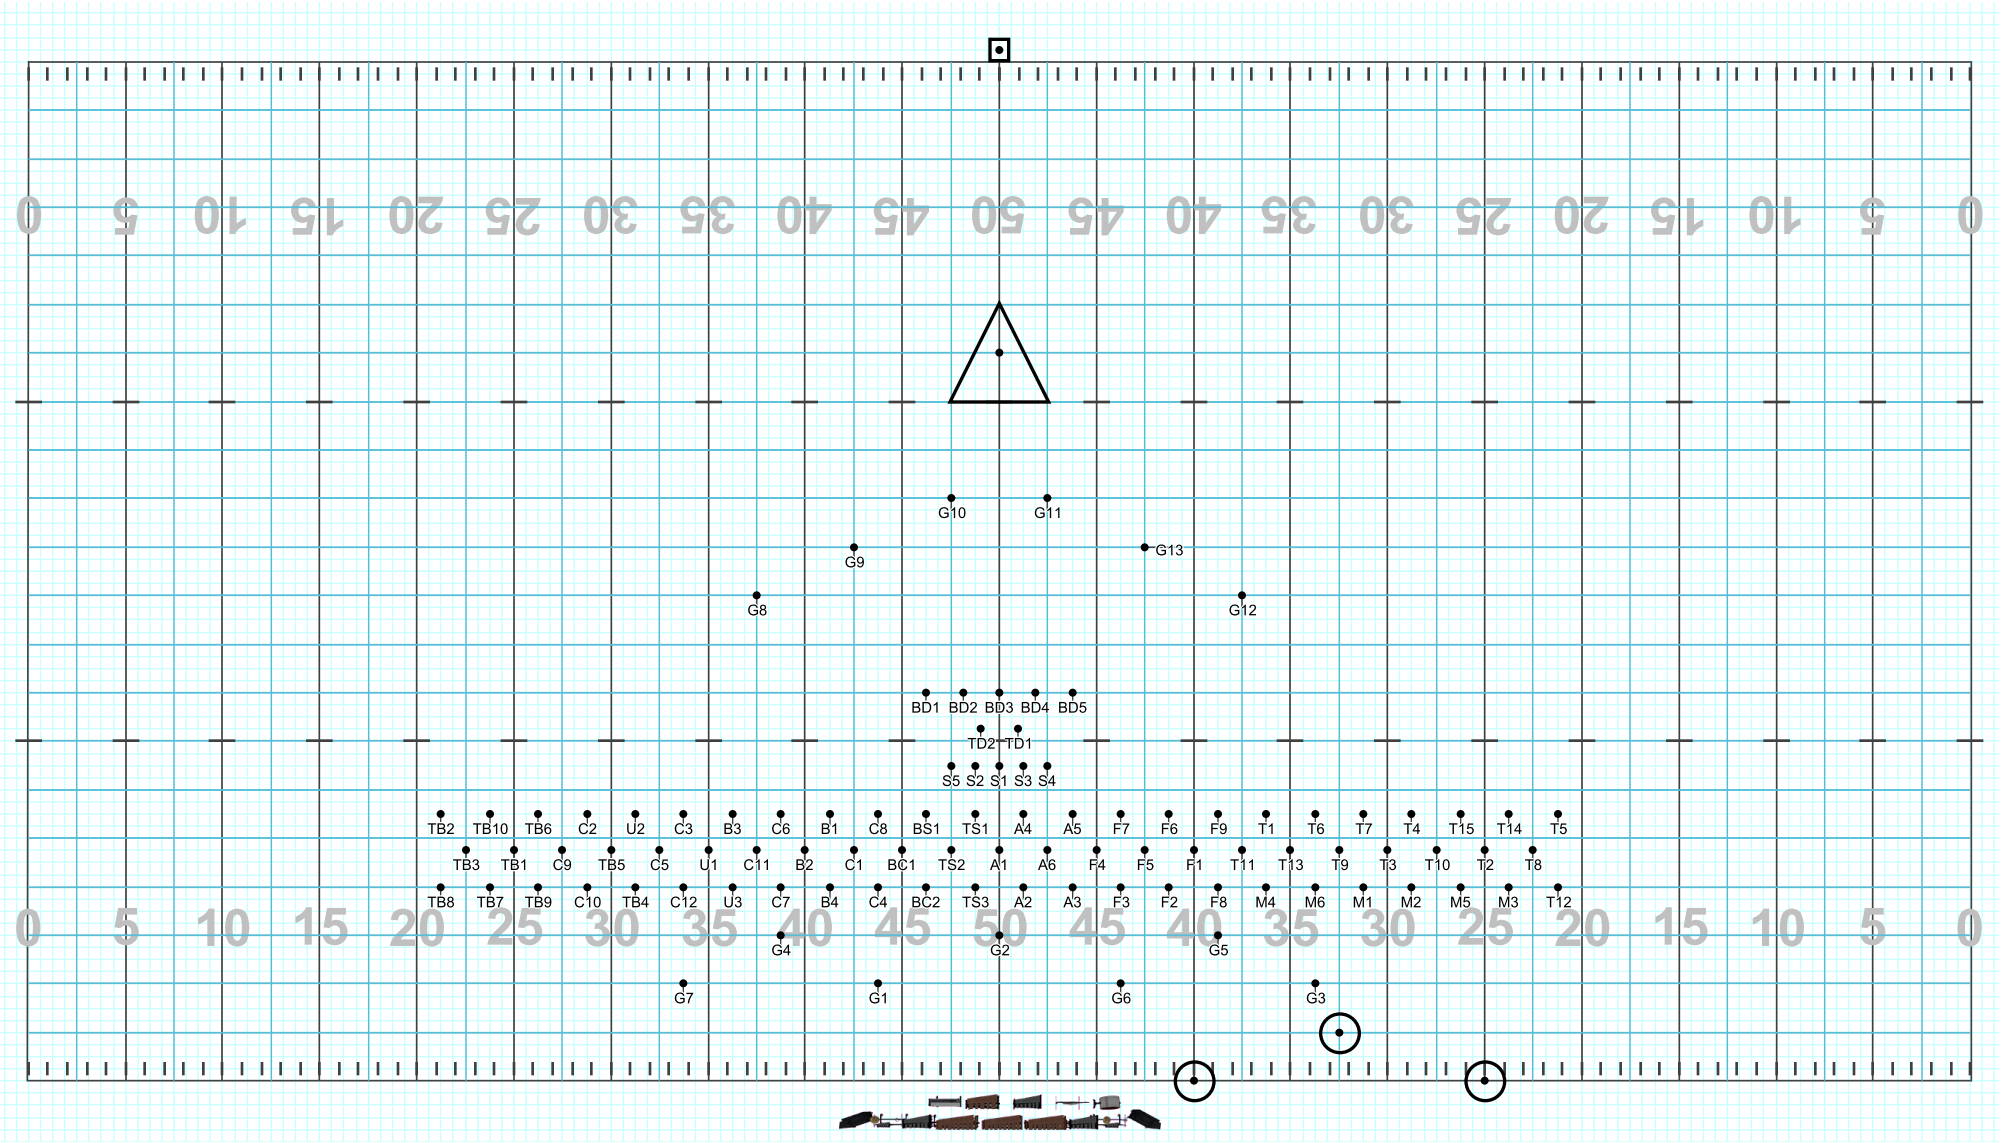 0 5 10 15 20 25 30 35 40 45 50 45 40 35 30 25 20 15 10 5 0
G10 G11
G9 G13
G8 G12
BD1 BD2 BD3 BD4 BD5
TD2 TD1
S5 S2 S1 S3 S4
TB2 TB10 TB6 C2 U2 C3 B3 C6 B1 C8 BS1 TS1 A4 A5 F7 F6 F9 T1 T6 T7 T4 T15 T14 T5
TB3 TB1 C9 TB5 C5 U1 C11 B2 C1 BC1 TS2 A1 A6 F4 F5 F1 T11 T13 T9 T3 T10 T2 T8
TB8 TB7 TB9 C10 TB4 C12 U3 C7 B4 C4 BC2 TS3 A2 A3 F3 F2 F8 M4 M6 M1 M2 M5 M3 T12
0 5 10 15 20 25 30 35 40 45 50 45 40 35 30 25 20 15 10 5 0
G4 G2 G5
G7 G1 G6 G3